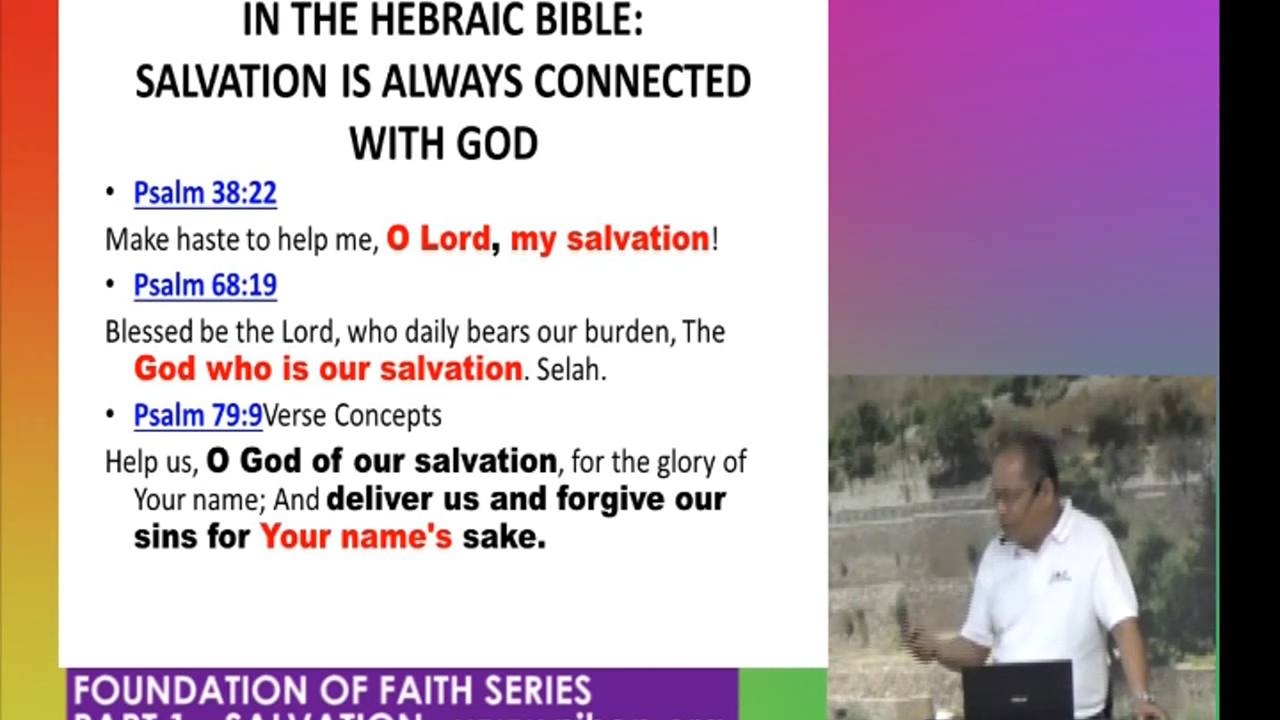 IN THE HEBRAIC BIBLE:
SALVATION IS ALWAYS CONNECTED
WITH GOD
• Psalm 38:22
Make haste to help me, O Lord, my salvation!
• Psalm 68:19
Blessed be the Lord, who daily bears our burden, The
God who is our salvation. Selah.
• Psalm 79:9Verse Concepts
Help us, O God of our salvation, for the glory of
Your name; And deliver us and forgive our
sins for Your name's sake.
FOUNDATION OF FAITH SERIES
PART 1 - SALVATION